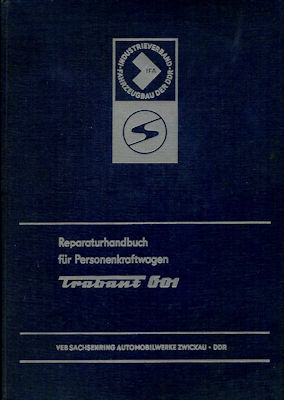 INDUSTRIEVERBAND
FAHRZEUGBAU DER DDR
IFA
Reparaturhandbuch
für Personenkraftwagen
Trabant 601
VEB SACHSENRING AUTOMOBILWERKE ZWICKAU - DDR